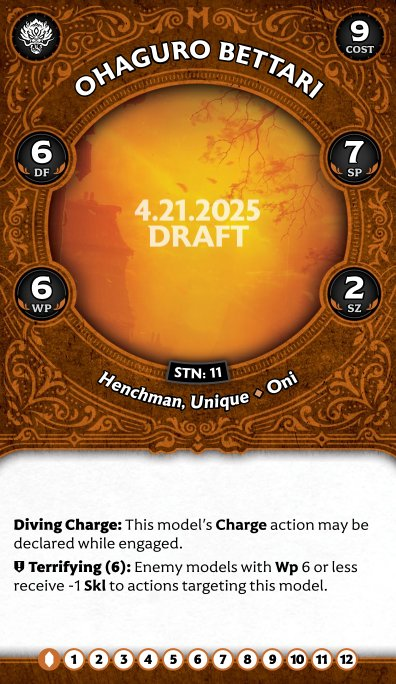 M
9
COST
OHAGURO BETTARI
6
DF
7
SP
4.21.2025
DRAFT
6
WP
2
SZ
STN: 11
Henchman, Unique ♦ Oni
Diving Charge: This model's Charge action may be
declared while engaged.
Terrifying (6): Enemy models with Wp 6 or less
receive -1 Skl to actions targeting this model.
1 2 3 4 5 6 7 8 9 10 11 12